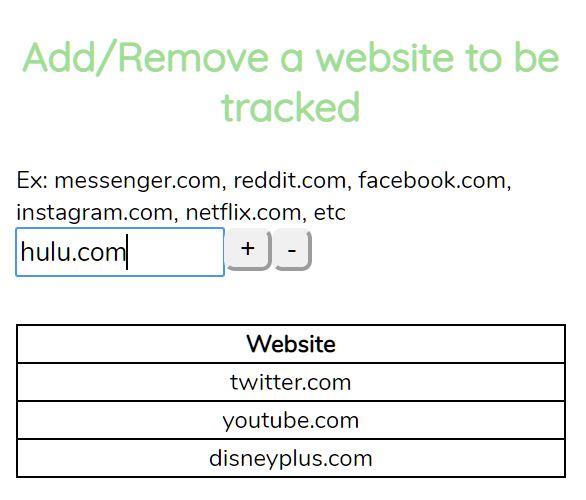 Add/Remove a website to be
tracked
Ex: messenger.com, reddit.com, facebook.com,
instagram.com, netflix.com, etc
hulu.com + -
Website
twitter.com
youtube.com
disneyplus.com